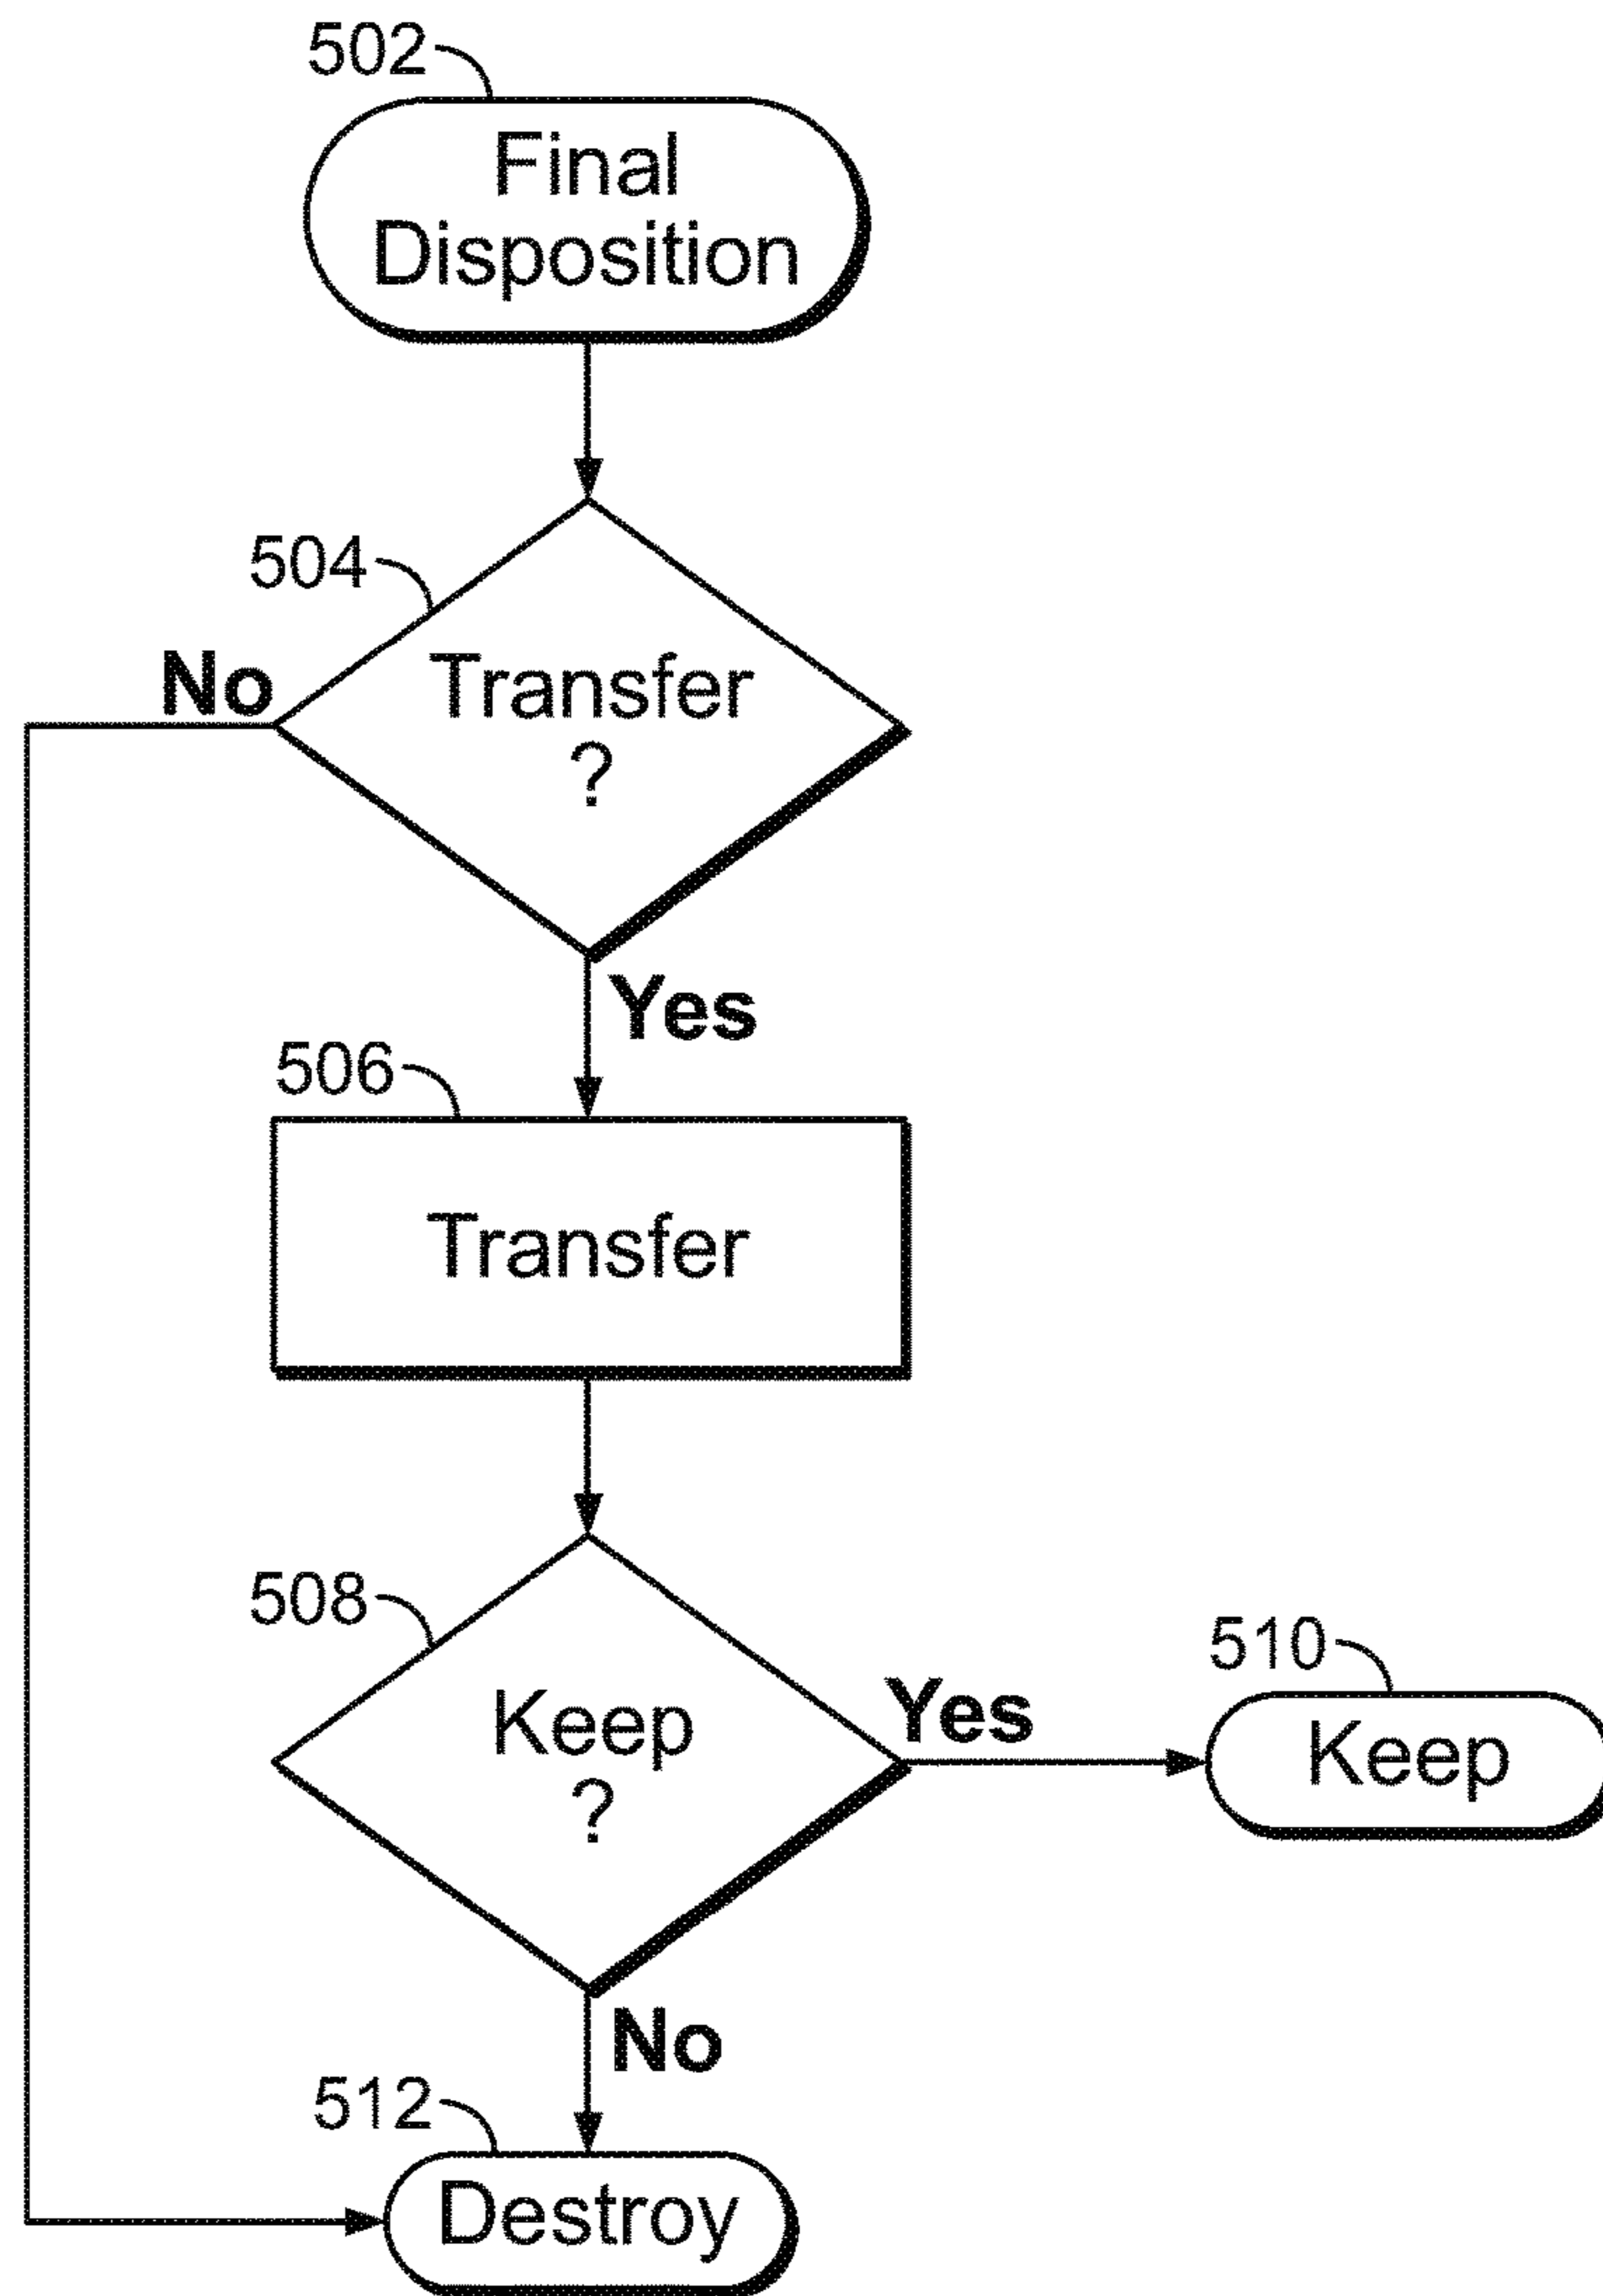 502
Final
Disposition
504
No
Transfer
?
Yes
506
Transfer
508
Keep
?
Yes
510
Keep
No
512
Destroy